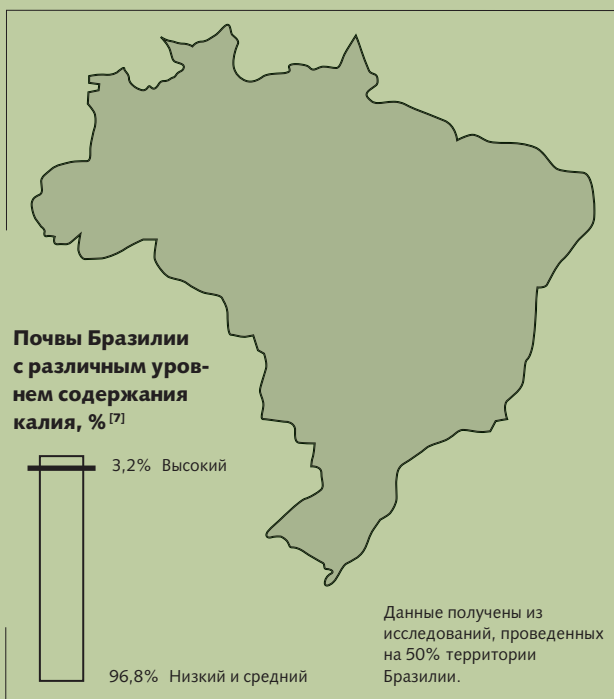 Почвы Бразилии
с различным уров-
нем содержания
калия, % [7]
3,2% Высокий
96,8% Низкий и средний
Данные получены из
исследований, проведенных
на 50% территории
Бразилии.